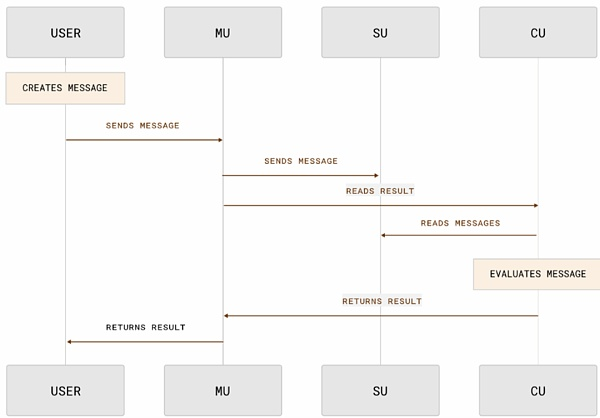 USER MU SU CU
CREATES MESSAGE
SENDS MESSAGE
SENDS MESSAGE
READS RESULT
READS MESSAGES
EVALUATES MESSAGE
RETURNS RESULT
RETURNS RESULT
USER MU SU CU